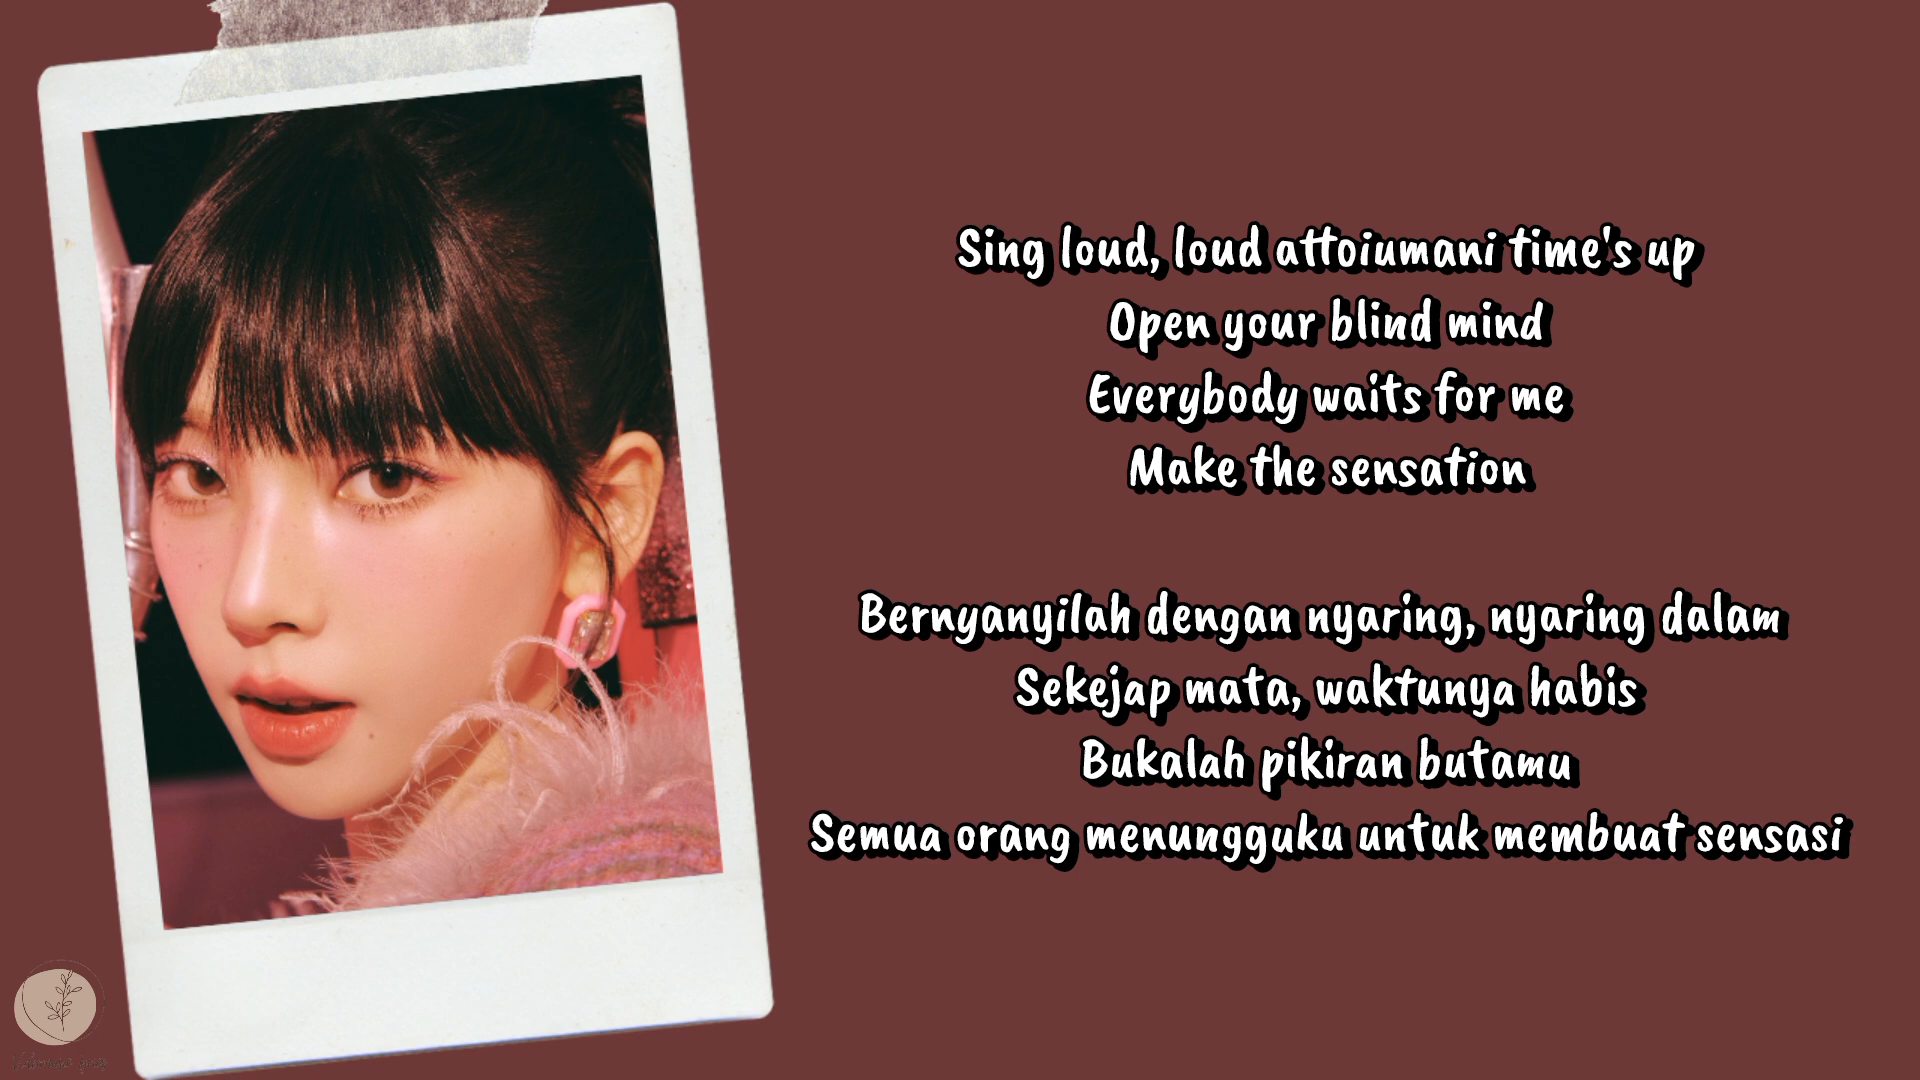 Sing loud, loud attoiumani time's up
Open your blind mind
Everybody waits for me
Make the sensation
Bernyanyilah dengan nyaring, nyaring dalam
Sekejap mata, waktunya habis
Bukalah pikiran butamu
Semua orang menungguku untuk membuat sensasi